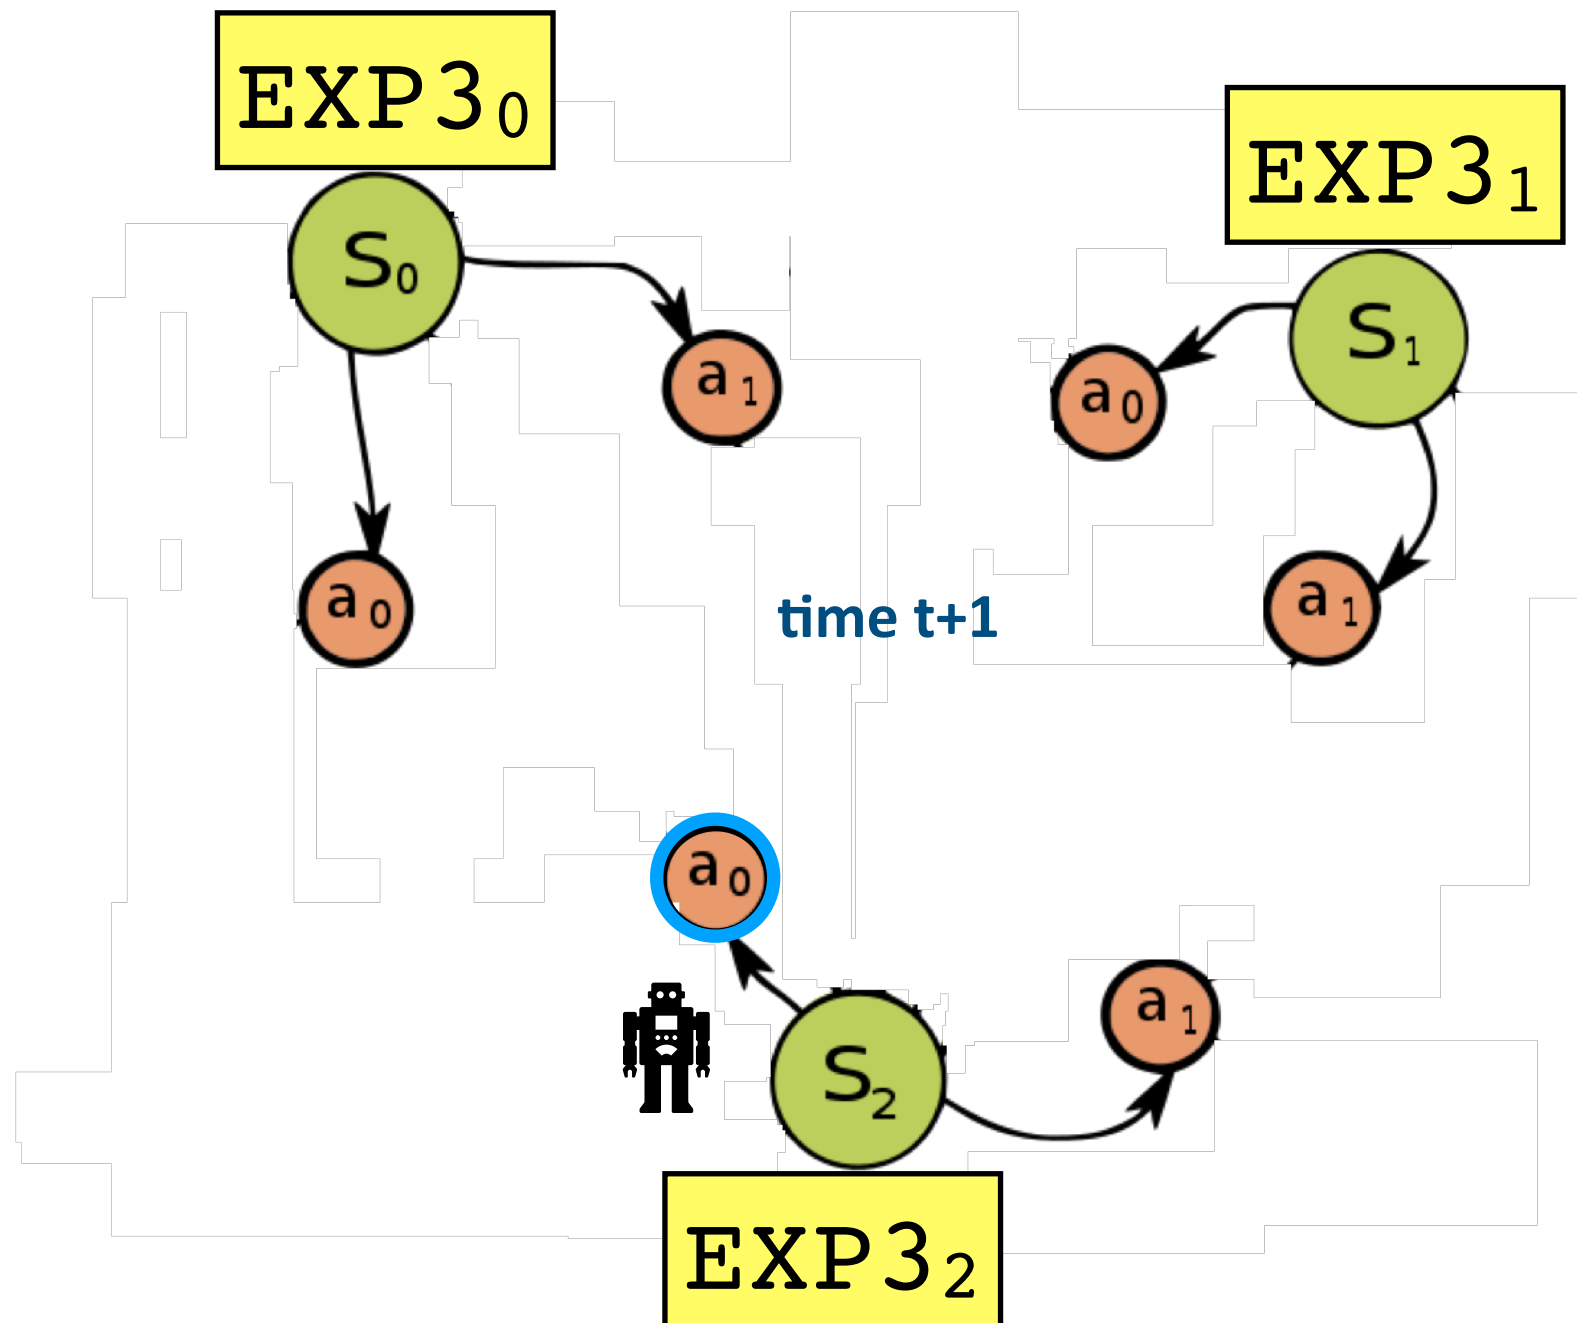 EXP3₀
EXP3₁
S₀
S₁
a₁
a₀
a₀
a₁
time t+1
a₀
a₁
S₂
EXP3₂